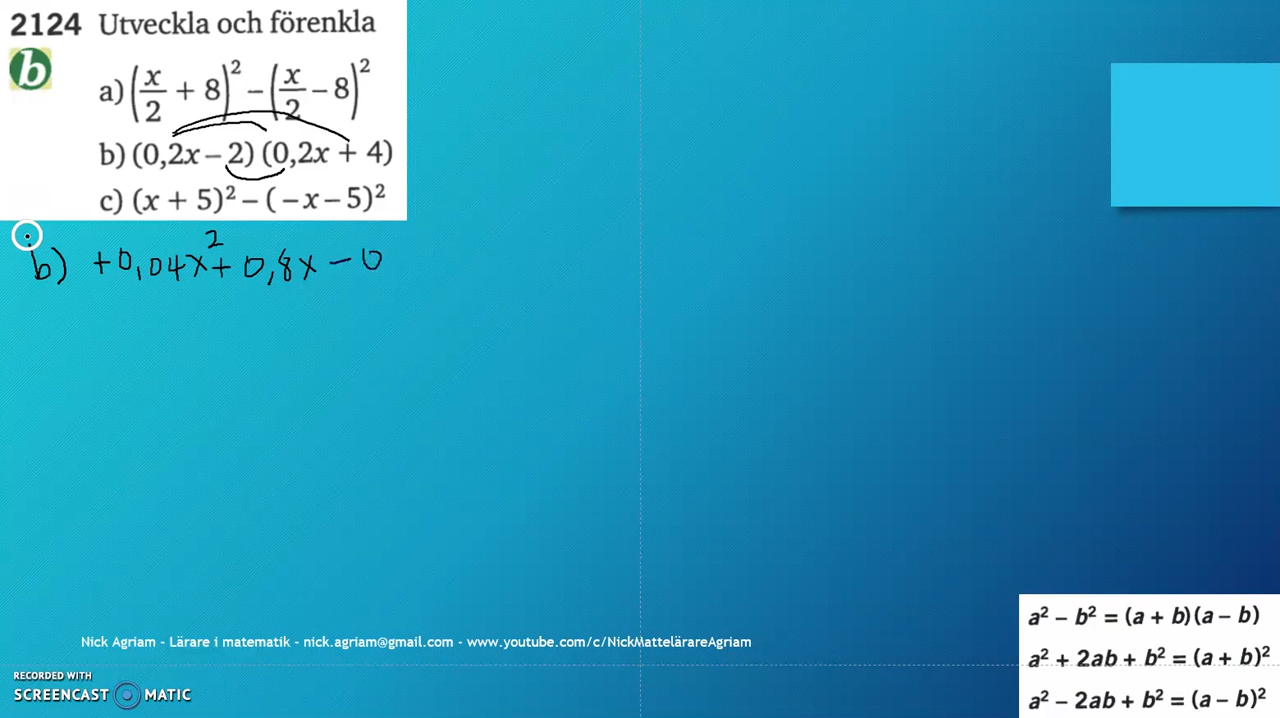 2124 Utveckla och förenkla
b
a) (x/2 + 8)² – (x/2 – 8)²
b) (0,2x – 2) (0,2x + 4)
c) (x + 5)² – (–x – 5)²
b) +0,04x² + 0,8x – 0
Nick Agriam - Lärare i matematik - nick.agriam@gmail.com - www.youtube.com/c/NickMattelärareAgriam
RECORDED WITH
SCREENCAST MATIC
a² – b² = (a + b)(a – b)
a² + 2ab + b² = (a + b)²
a² – 2ab + b² = (a – b)²